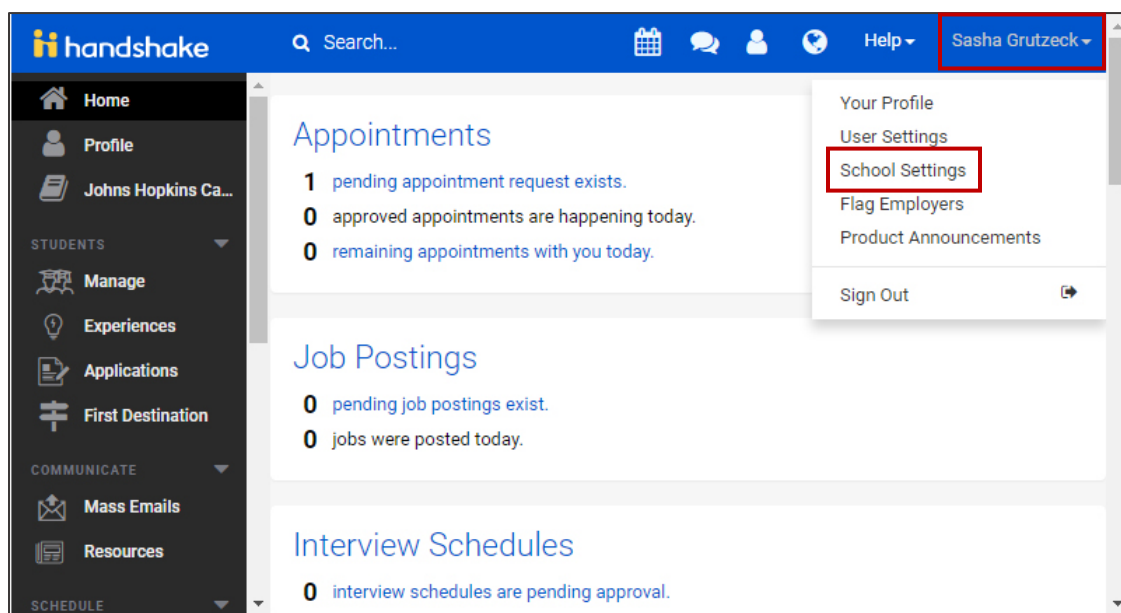 handshake
Search...
Help
Sasha Grutzeck
Home
Profile
Johns Hopkins Ca...
STUDENTS
Manage
Experiences
Applications
First Destination
COMMUNICATE
Mass Emails
Resources
SCHEDULE
Appointments
1 pending appointment request exists.
0 approved appointments are happening today.
0 remaining appointments with you today.
Job Postings
0 pending job postings exist.
0 jobs were posted today.
Interview Schedules
0 interview schedules are pending approval.
Your Profile
User Settings
School Settings
Flag Employers
Product Announcements
Sign Out